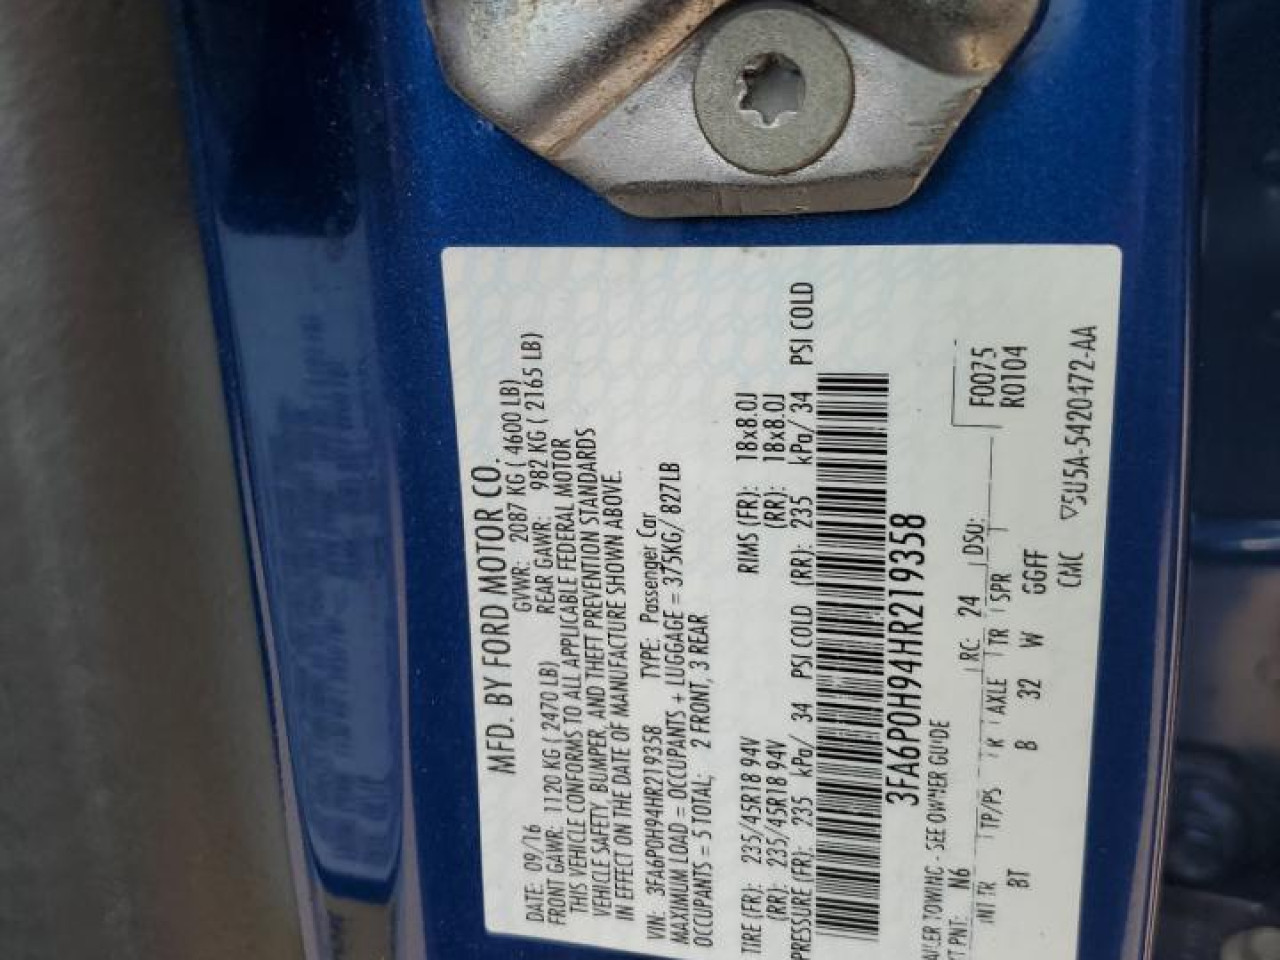 MFD. BY FORD MOTOR CO.
DATE: 09/16 GVWR: 2087 KG ( 4600 LB)
FRONT GAWR: 1120 KG ( 2470 LB) REAR GAWR: 982 KG ( 2165 LB)
THIS VEHICLE CONFORMS TO ALL APPLICABLE FEDERAL MOTOR
VEHICLE SAFETY, BUMPER, AND THEFT PREVENTION STANDARDS
IN EFFECT ON THE DATE OF MANUFACTURE SHOWN ABOVE.
VIN: 3FA6P0H94HR219358 TYPE: Passenger Car
MAXIMUM LOAD = OCCUPANTS + LUGGAGE = 375KG/ 827LB
OCCUPANTS = 5 TOTAL; 2 FRONT, 3 REAR
TIRE (FR): 235/45R18 94V RIMS (FR): 18x8.0J
(RR): 235/45R18 94V (RR): 18x8.0J
PRESSURE (FR): 235 kPa/ 34 PSI COLD (RR): 235 kPa/ 34 PSI COLD
3FA6P0H94HR219358
TOWING - SEE OWNER GUIDE
PNT: N6 RC: 24 DSO: F0075
INT TR TP/PS R AXLE TR SPR R0104
BT B 32 W GGFF
CMC ▽5U5A-5420472-AA